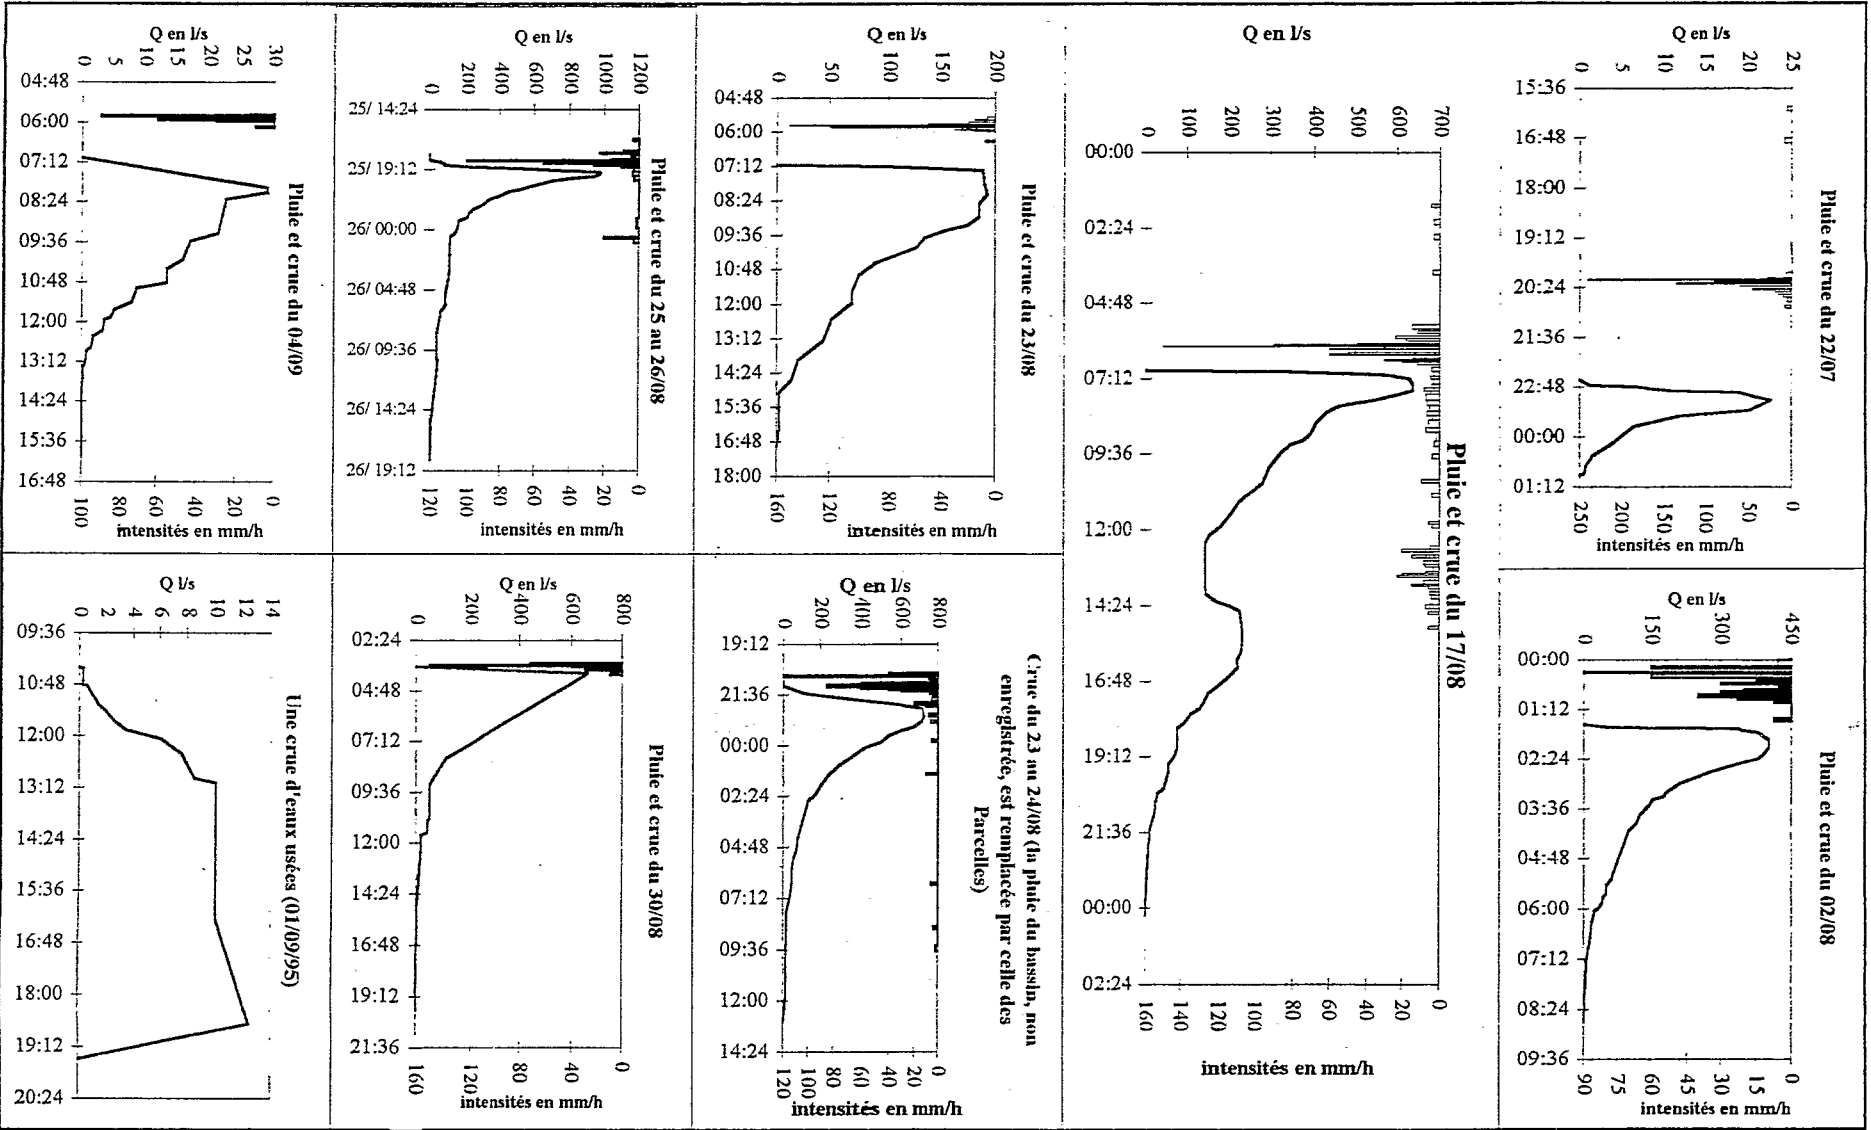 Q en l/s
0 5 10 15 20 25 30
04:48
06:00
07:12
08:24
09:36
10:48
12:00
13:12
14:24
15:36
16:48
100 80 60 40 20 0
intensités en mm/h
Pluie et crue du 04/09
Q en l/s
0 200 400 600 800 1000 1200
25/ 14:24
25/ 19:12
26/ 00:00
26/ 04:48
26/ 09:36
26/ 14:24
26/ 19:12
120 100 80 60 40 20 0
intensités en mm/h
Pluie et crue du 25 au 26/08
Q en l/s
0 50 100 150 200
04:48
06:00
07:12
08:24
09:36
10:48
12:00
13:12
14:24
15:36
16:48
18:00
160 120 80 40 0
intensités en mm/h
Pluie et crue du 23/08
Q en l/s
0 100 200 300 400 500 600 700
00:00
02:24
04:48
07:12
09:36
12:00
14:24
16:48
19:12
21:36
00:00
02:24
160 140 120 100 80 60 40 20 0
intensités en mm/h
Pluie et crue du 17/08
Q en l/s
0 5 10 15 20 25
15:36
16:48
18:00
19:12
20:24
21:36
22:48
00:00
01:12
250 200 150 100 50 0
intensités en mm/h
Pluie et crue du 22/07
Q l/s
0 2 4 6 8 10 12 14
09:36
10:48
12:00
13:12
14:24
15:36
16:48
18:00
19:12
20:24
Une crue d'eaux usées (01/09/95)
Q en l/s
0 200 400 600 800
02:24
04:48
07:12
09:36
12:00
14:24
16:48
19:12
21:36
160 120 80 40 0
intensités en mm/h
Pluie et crue du 30/08
Q en l/s
0 200 400 600 800
19:12
21:36
00:00
02:24
04:48
07:12
09:36
12:00
14:24
120 100 80 60 40 20 0
intensités en mm/h
Crue du 23 au 24/08 (la pluie du bassin, non
enregistrée, est remplacée par celle des
Parcelles)
Q en l/s
0 150 300 450
00:00
01:12
02:24
03:36
04:48
06:00
07:12
08:24
09:36
90 75 60 45 30 15 0
intensités en mm/h
Pluie et crue du 02/08